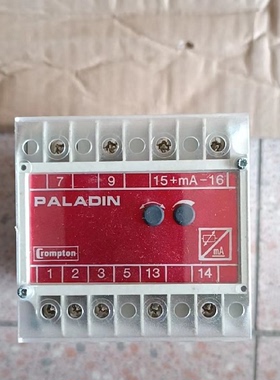 7 9 15+mA-16
PALADIN
mA
Crompton
1 2 3 5 13 14